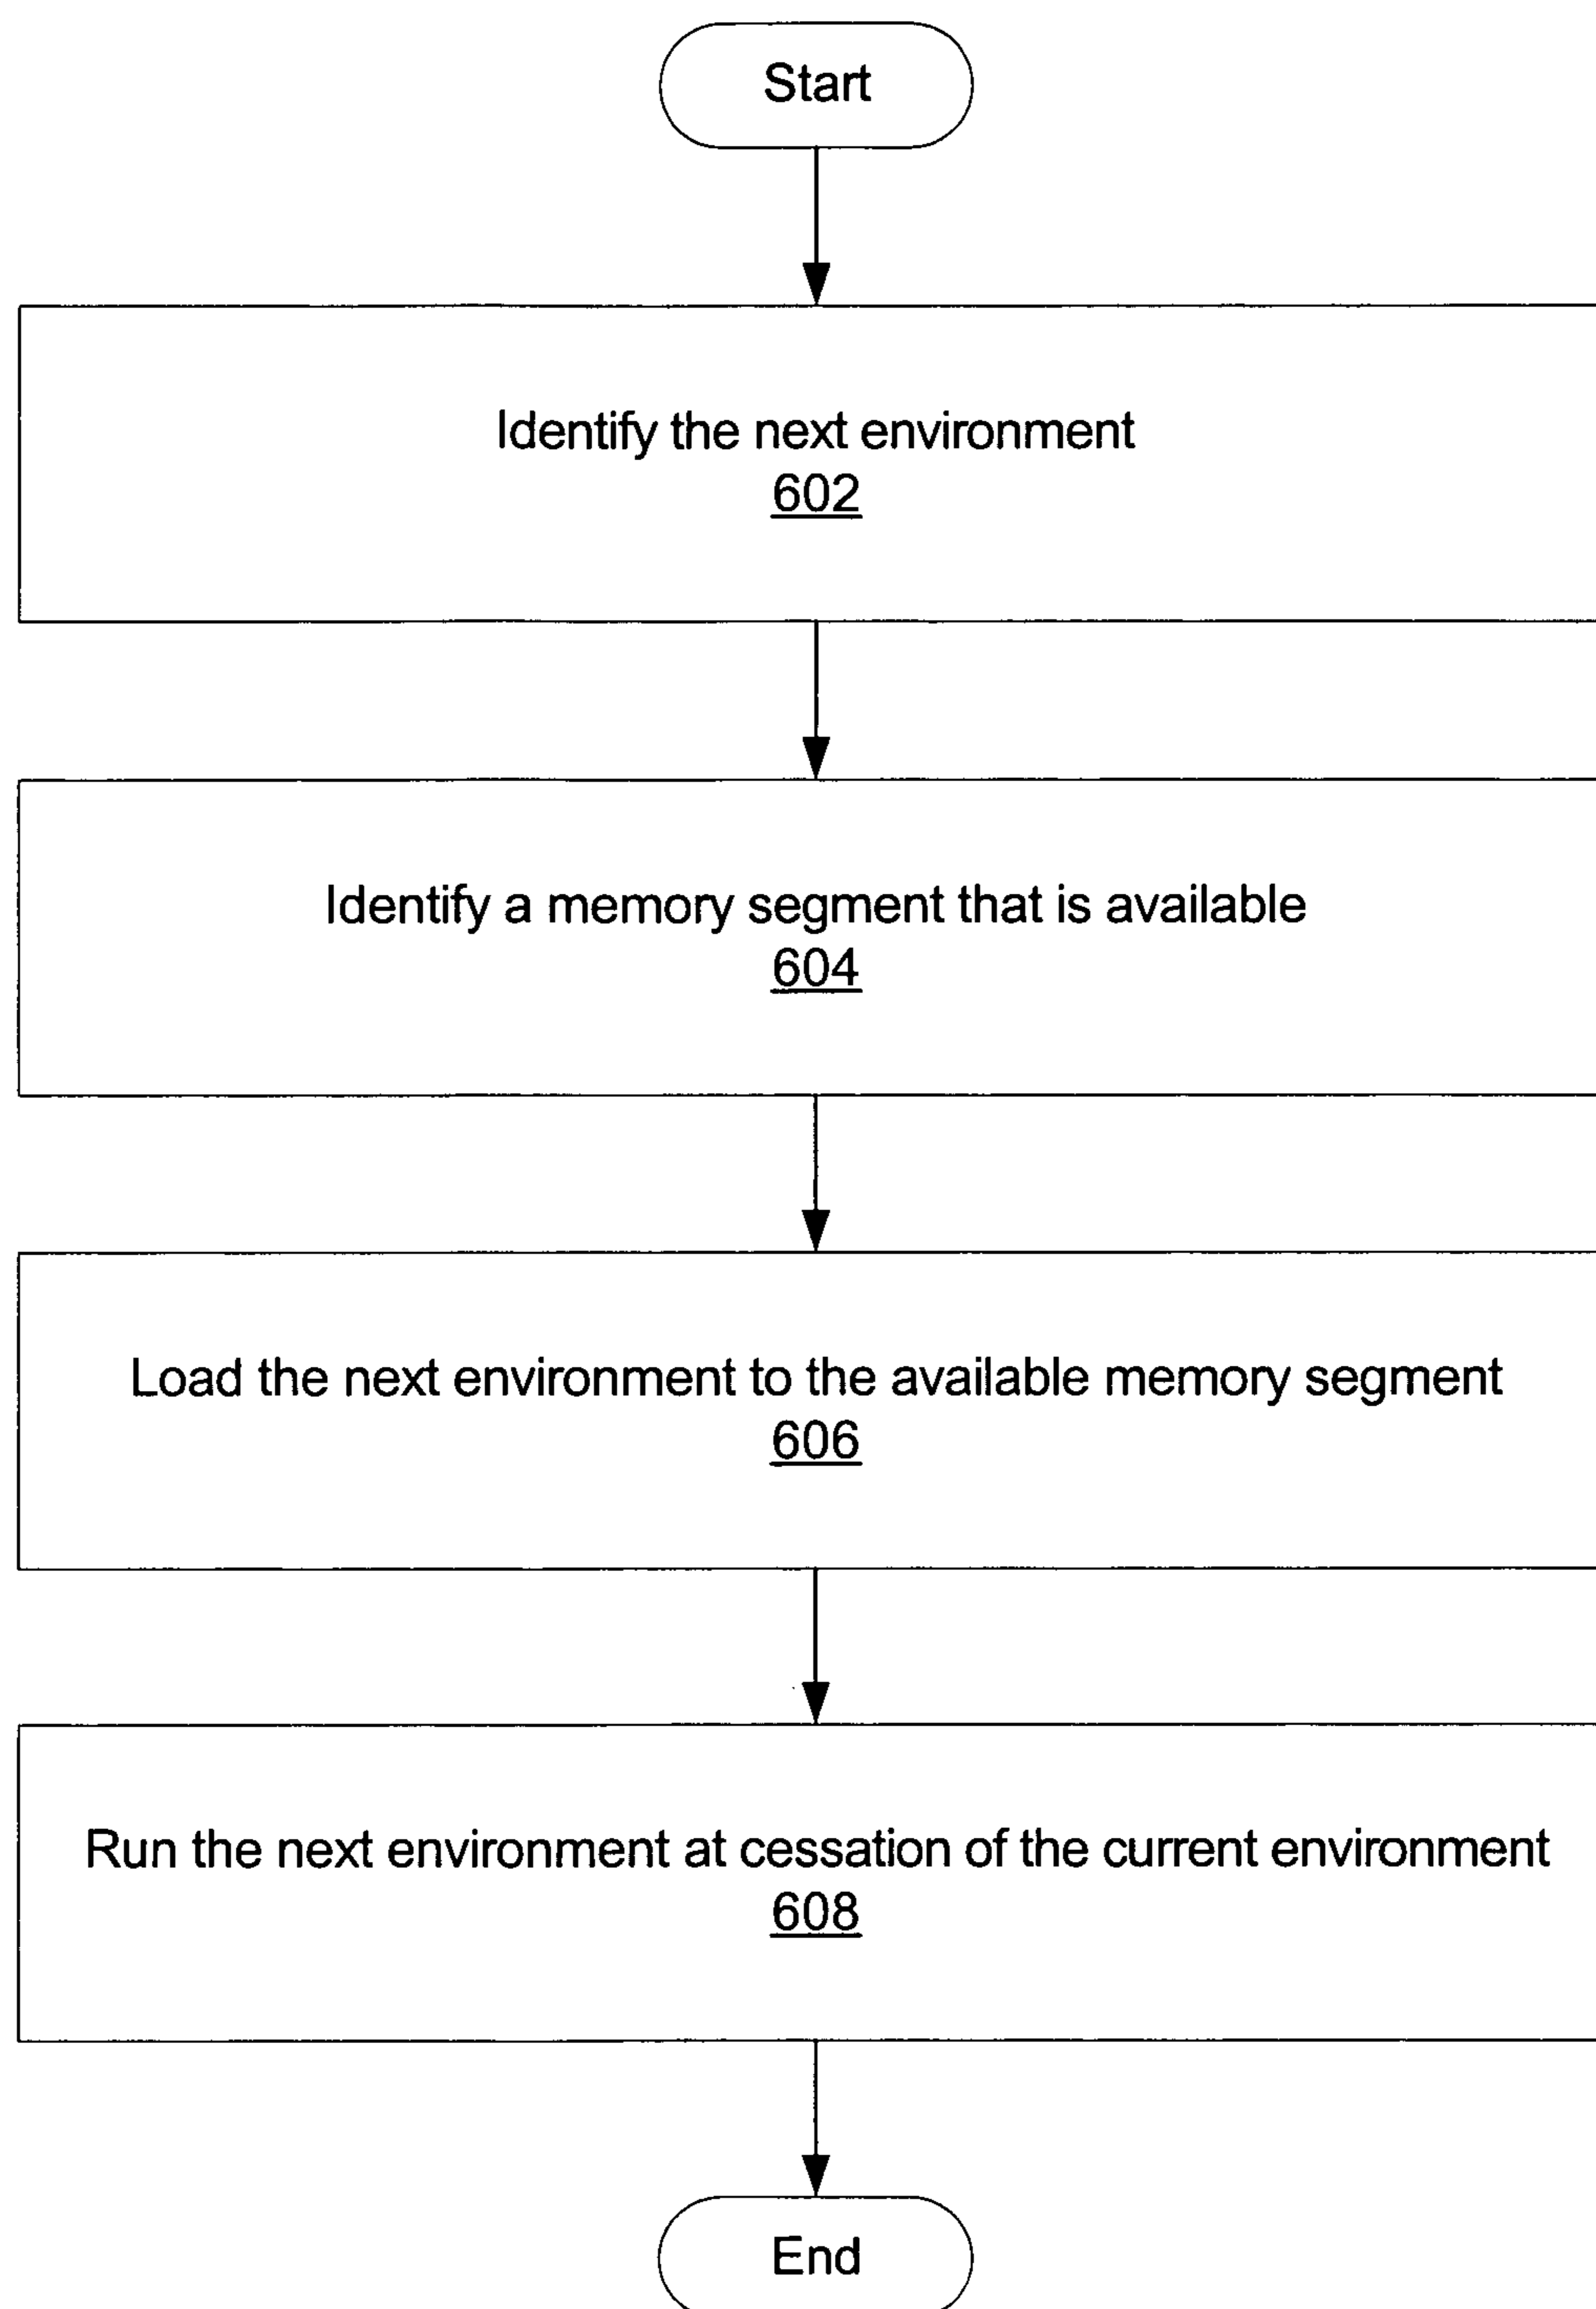 Start
Identify the next environment
602
Identify a memory segment that is available
604
Load the next environment to the available memory segment
606
Run the next environment at cessation of the current environment
608
End